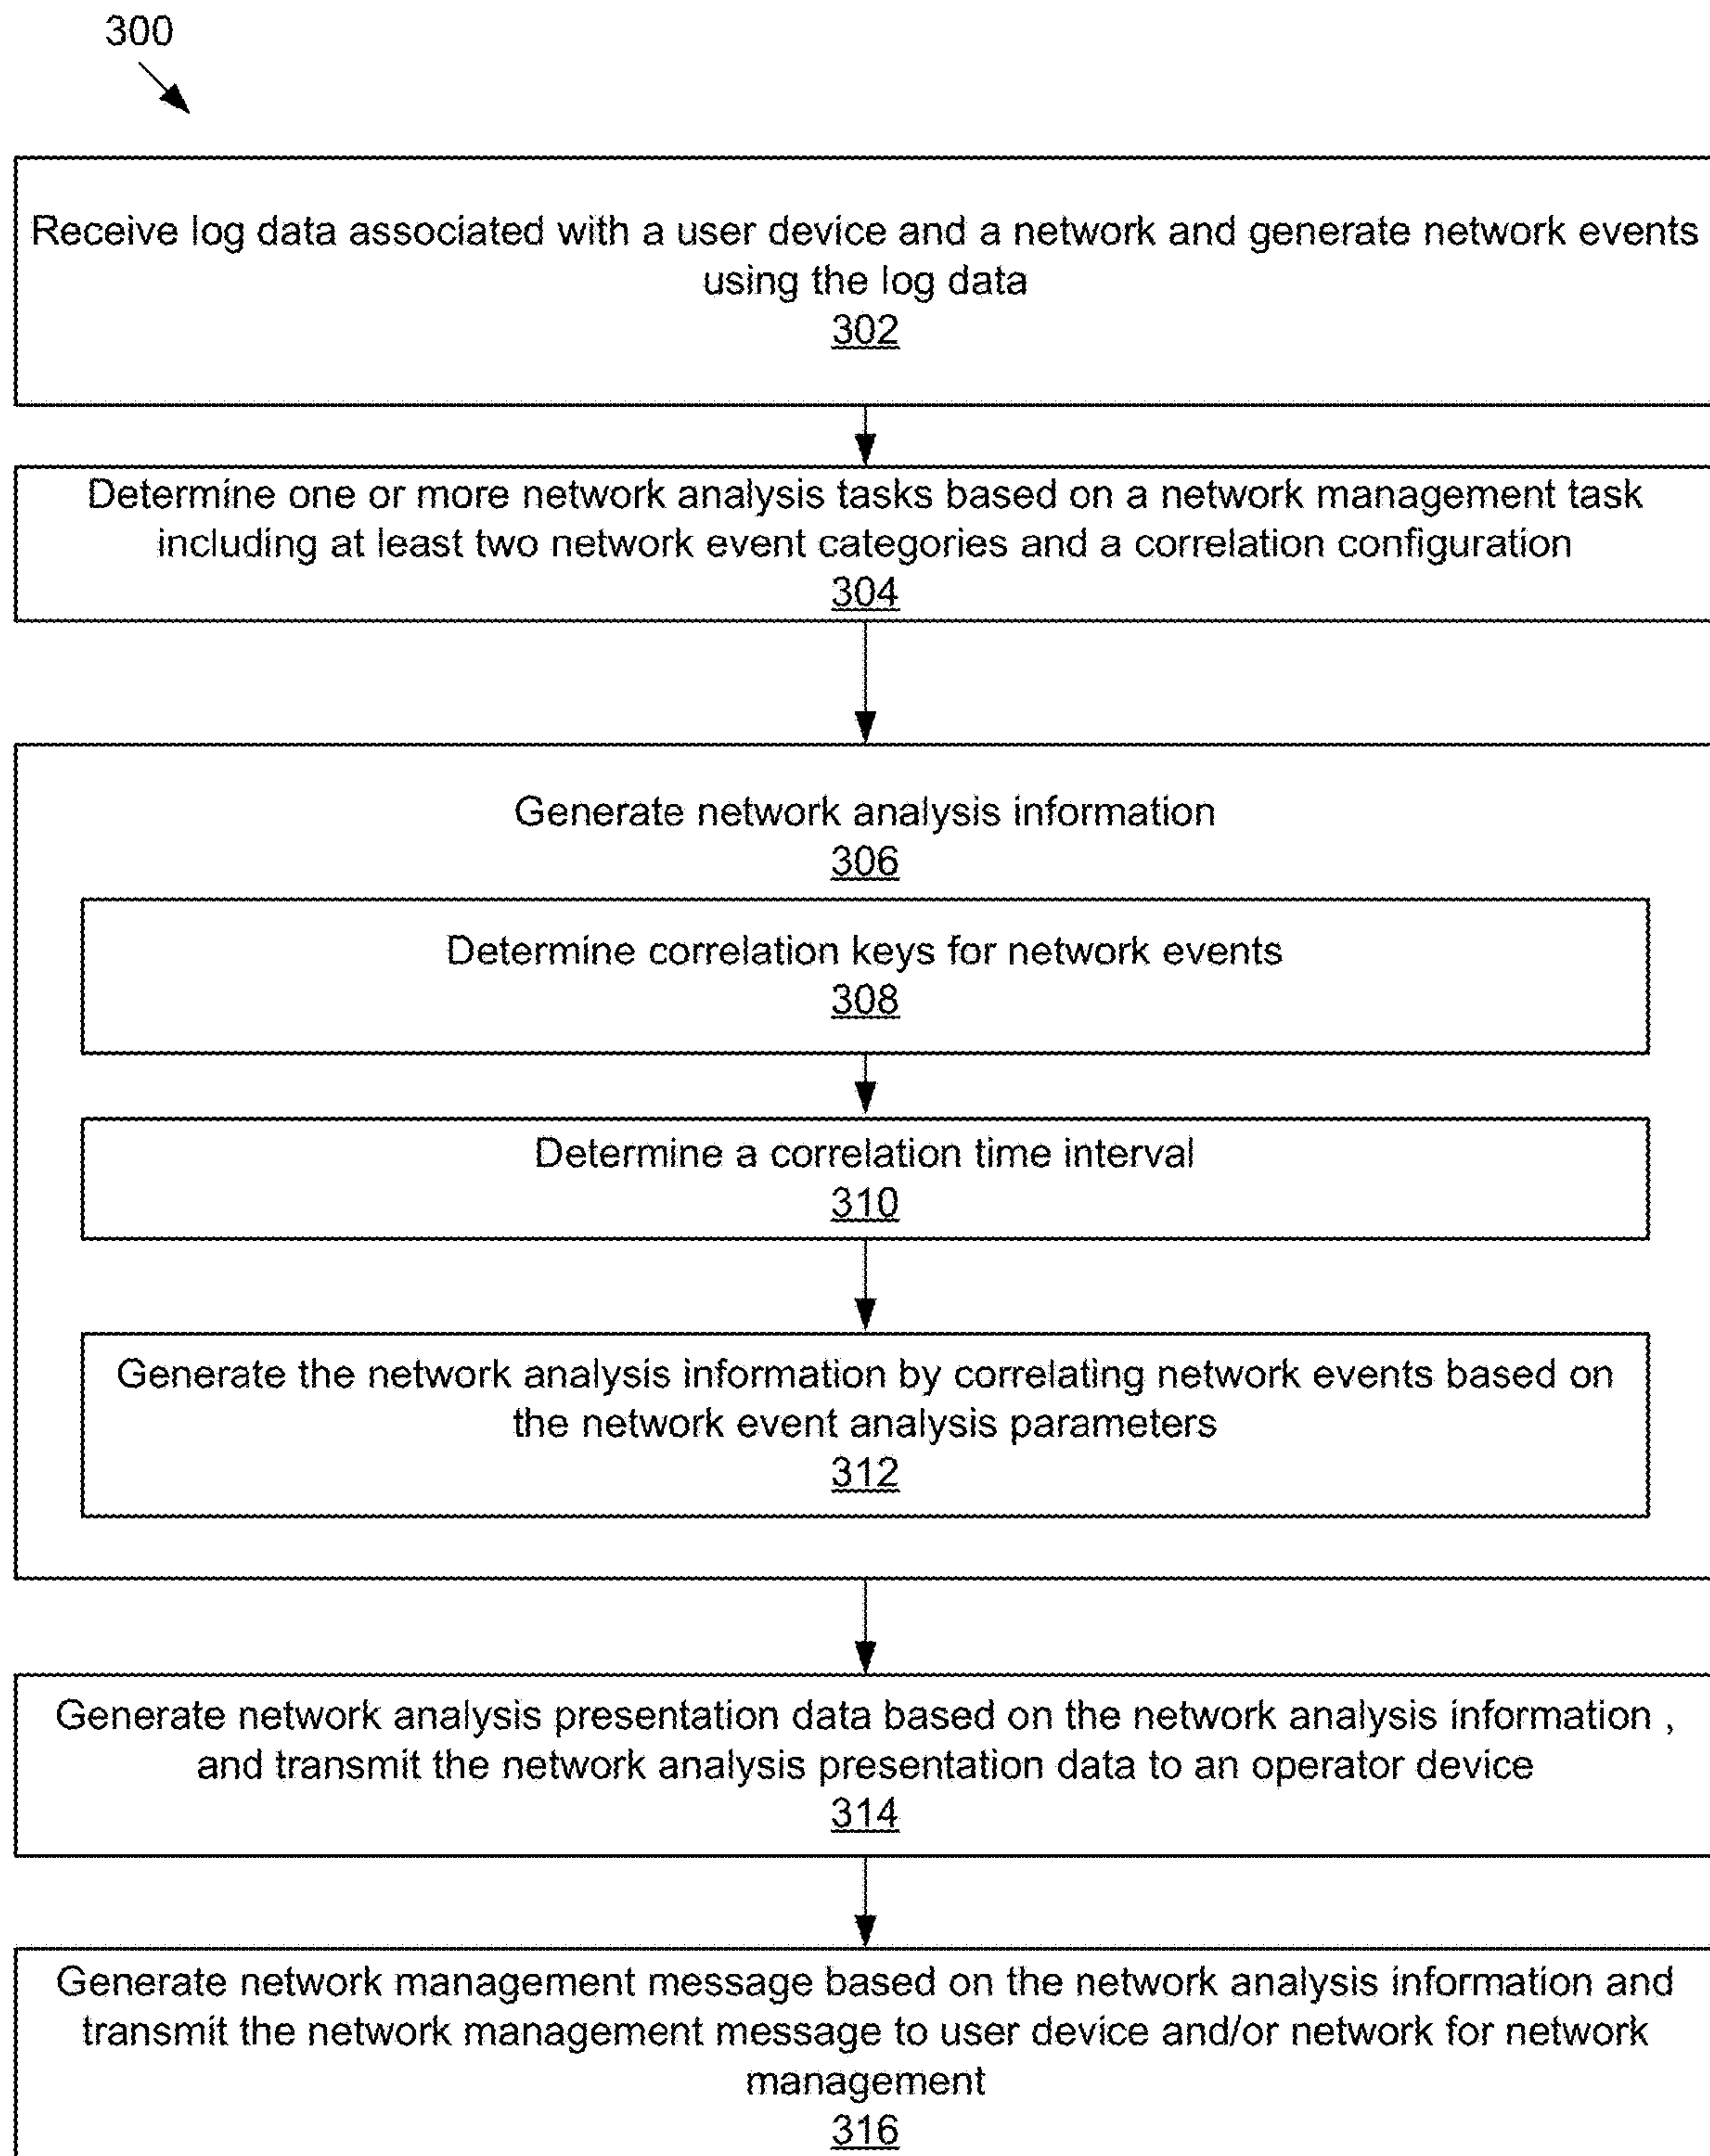 300
Receive log data associated with a user device and a network and generate network events
using the log data
302
Determine one or more network analysis tasks based on a network management task
including at least two network event categories and a correlation configuration
304
Generate network analysis information
306
Determine correlation keys for network events
308
Determine a correlation time interval
310
Generate the network analysis information by correlating network events based on
the network event analysis parameters
312
Generate network analysis presentation data based on the network analysis information ,
and transmit the network analysis presentation data to an operator device
314
Generate network management message based on the network analysis information and
transmit the network management message to user device and/or network for network
management
316